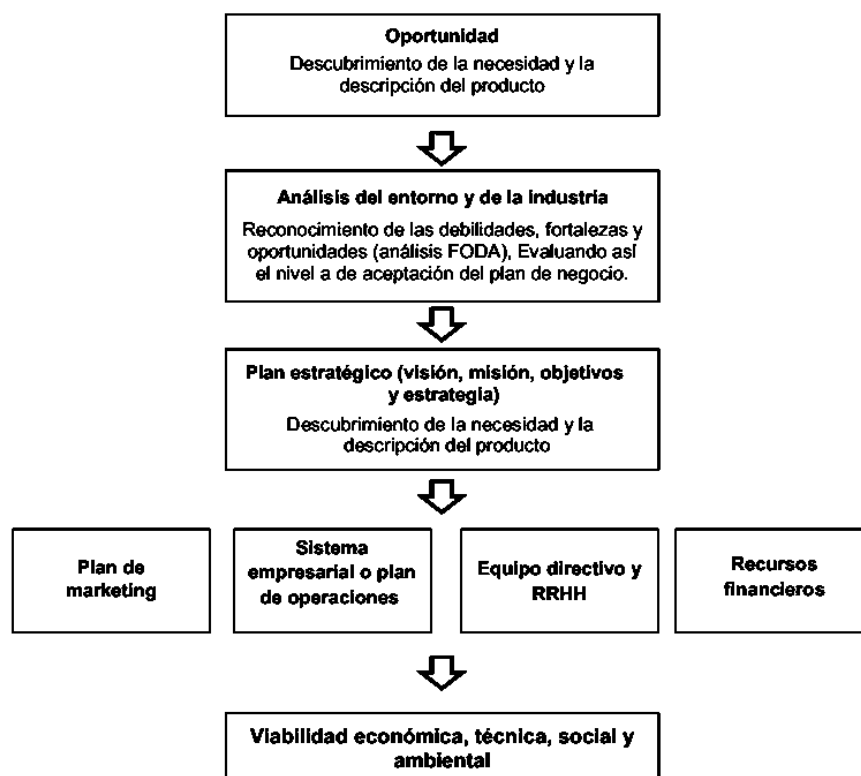 Oportunidad
Descubrimiento de la necesidad y la
descripción del producto
Análisis del entorno y de la industria
Reconocimiento de las debilidades, fortalezas y
oportunidades (análisis FODA), Evaluando así
el nivel a de aceptación del plan de negocio.
Plan estratégico (visión, misión, objetivos
y estrategia)
Descubrimiento de la necesidad y la
descripción del producto
Plan de
marketing
Sistema
empresarial o plan
de operaciones
Equipo directivo y
RRHH
Recursos
financieros
Viabilidad económica, técnica, social y
ambiental